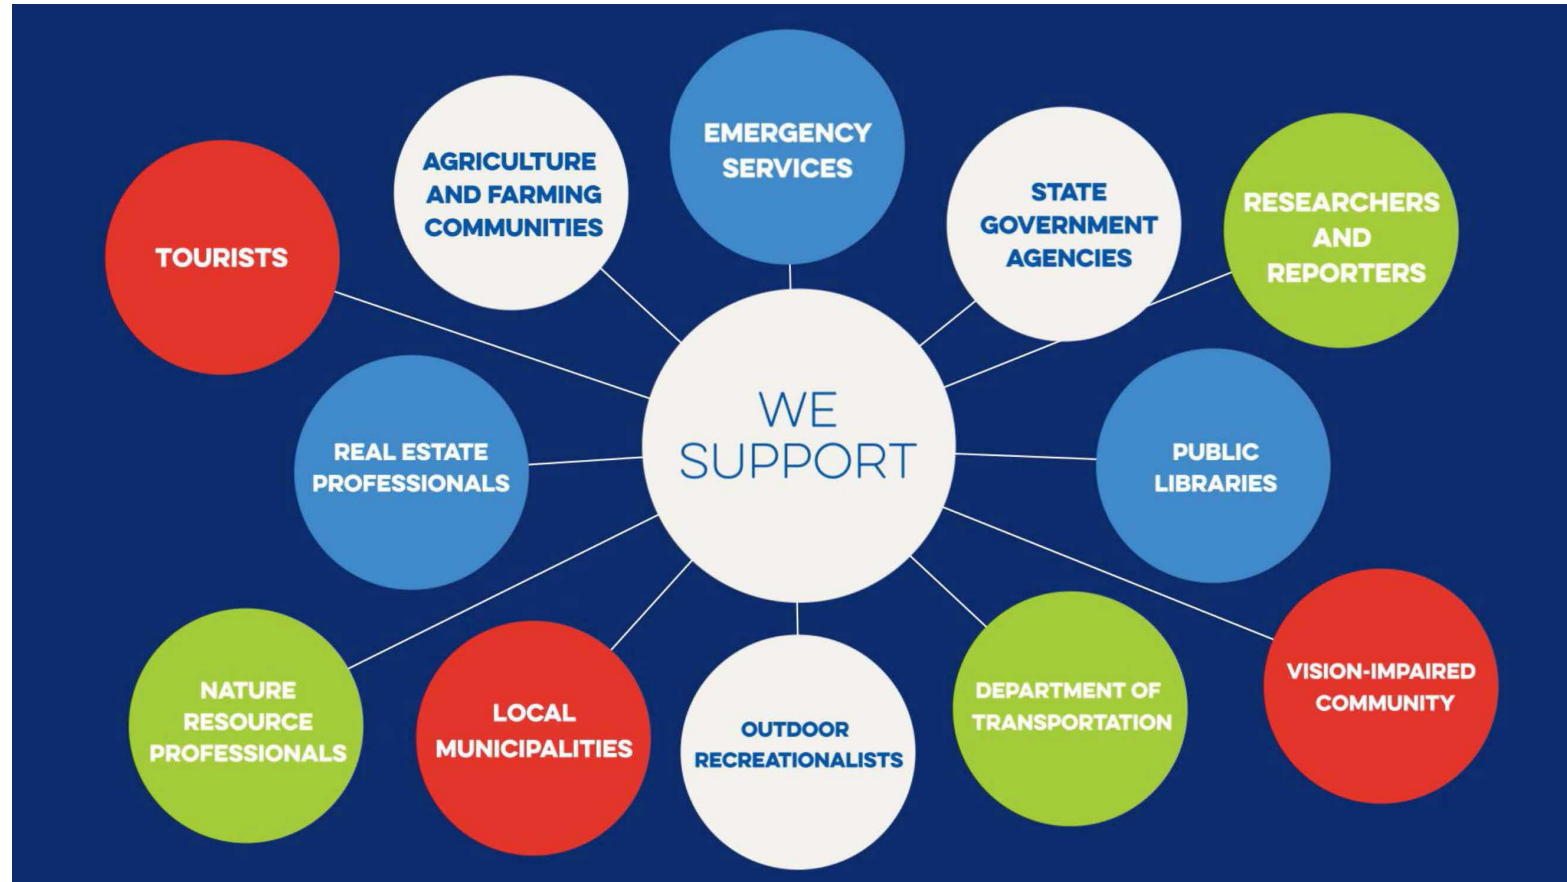 EMERGENCY
SERVICES
AGRICULTURE
AND FARMING
COMMUNITIES
STATE
GOVERNMENT
AGENCIES
RESEARCHERS
AND
REPORTERS
TOURISTS
WE
SUPPORT
REAL ESTATE
PROFESSIONALS
PUBLIC
LIBRARIES
NATURE
RESOURCE
PROFESSIONALS
LOCAL
MUNICIPALITIES
OUTDOOR
RECREATIONALISTS
DEPARTMENT OF
TRANSPORTATION
VISION-IMPAIRED
COMMUNITY